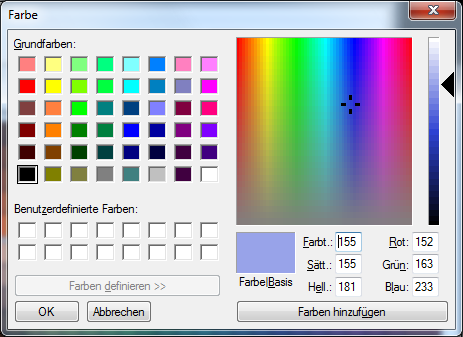 Farbe
Grundfarben:
Benutzerdefinierte Farben:
Farben definieren >>
OK
Abbrechen
Farbe|Basis
Farbt.: 155
Sätt.: 155
Hell.: 181
Rot: 152
Grün: 163
Blau: 233
Farben hinzufügen